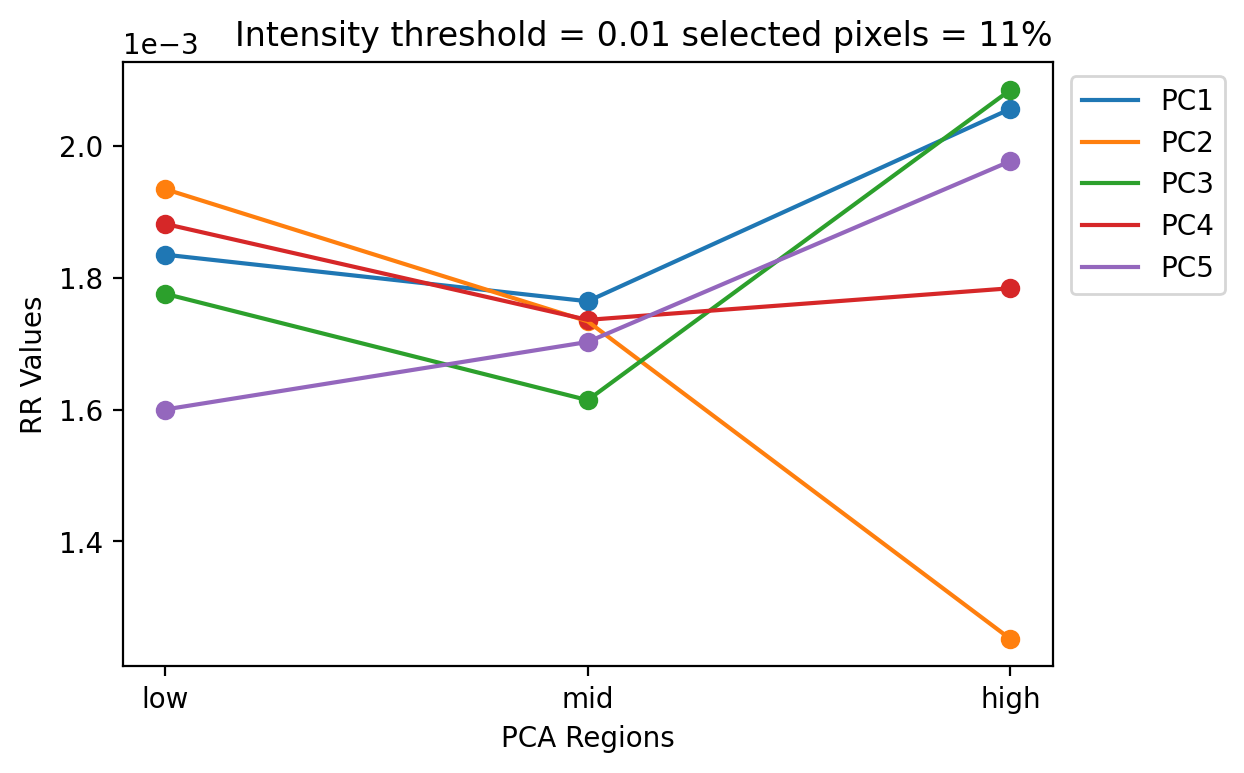 1e−3
Intensity threshold = 0.01 selected pixels = 11%
RR Values
2.0
1.8
1.6
1.4
low
mid
high
PCA Regions
PC1
PC2
PC3
PC4
PC5